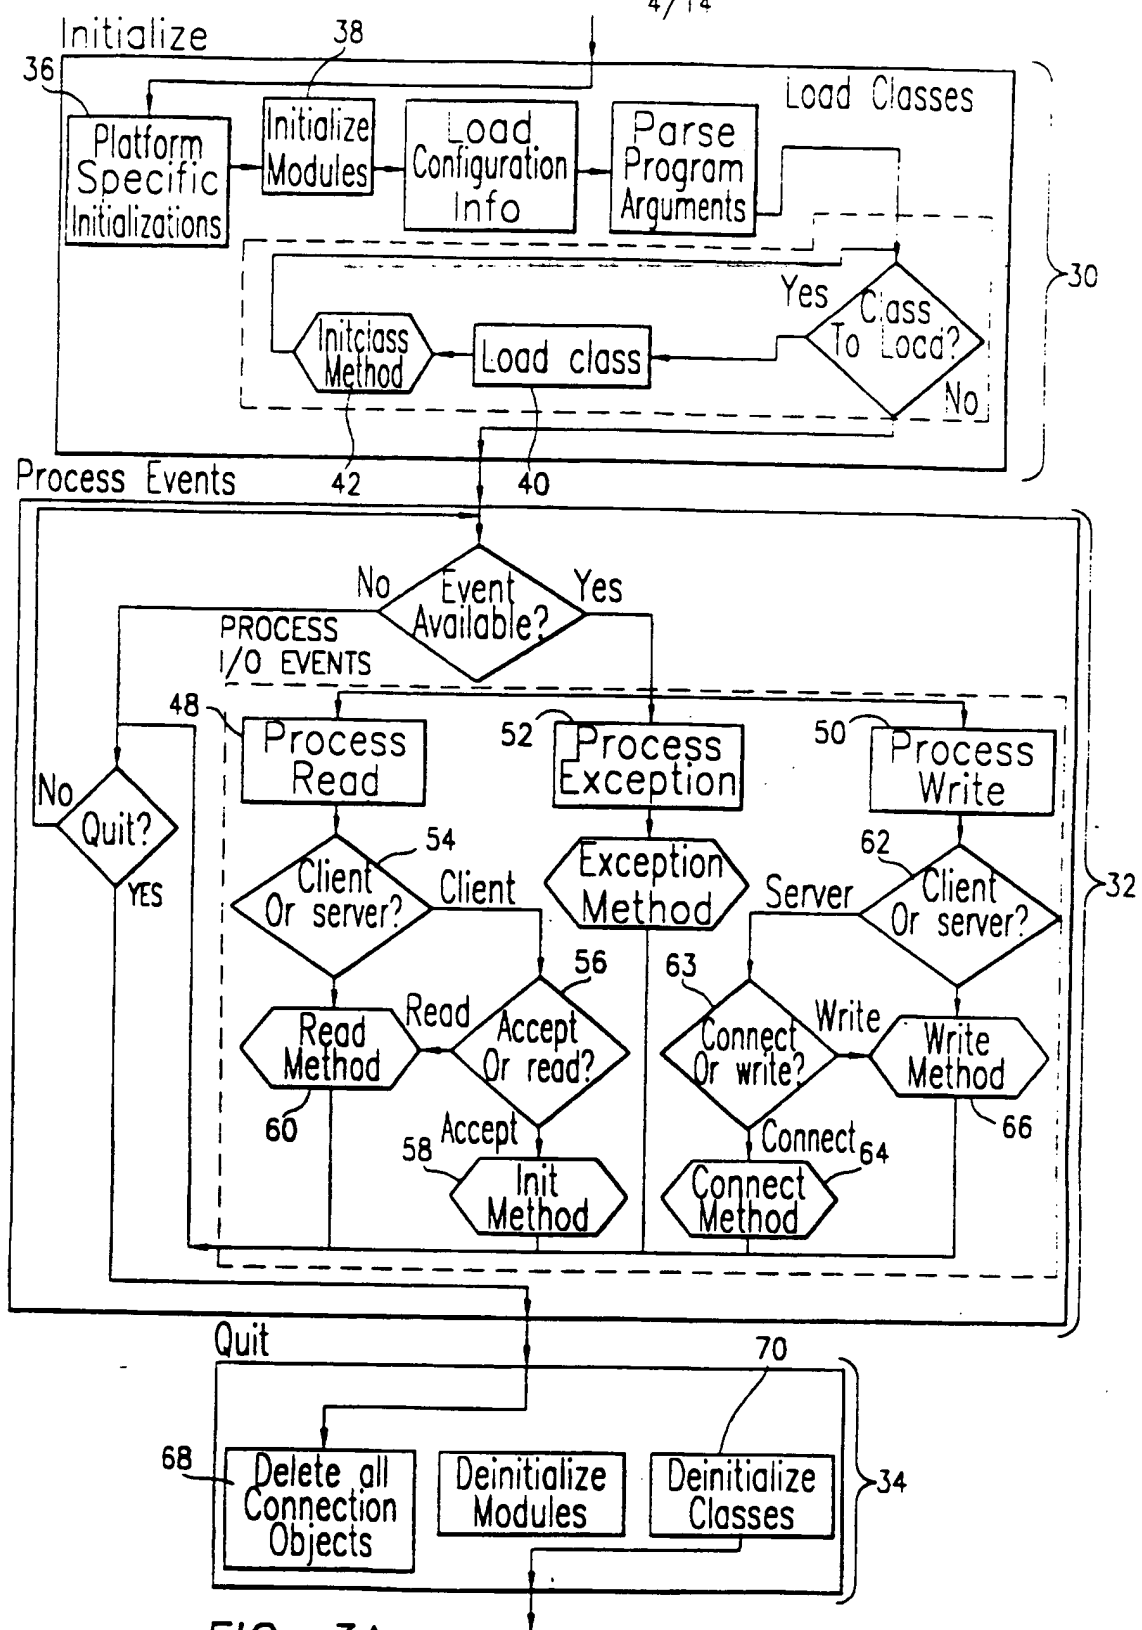 4/14
Initialize
38
36
Load Classes
Platform
Specific
Initializations
Initialize
Modules
Load
Configuration
Info
Parse
Program
Arguments
30
Yes
Class
To Load?
No
Initclass
Method
Load class
42
40
Process Events
No
Event
Available?
Yes
PROCESS
I/O EVENTS
48
Process
Read
52
Process
Exception
50
Process
Write
No
Quit?
YES
54
Client
Or server?
Client
Exception
Method
62
Server
Client
Or server?
32
56
63
Read
Method
Read
Accept
Or read?
Connect
Or write?
Write
Write
Method
60
Accept
58
Init
Method
Connect
64
Connect
Method
66
Quit
70
68
Delete all
Connection
Objects
Deinitialize
Modules
Deinitialize
Classes
34
FIG. 3A